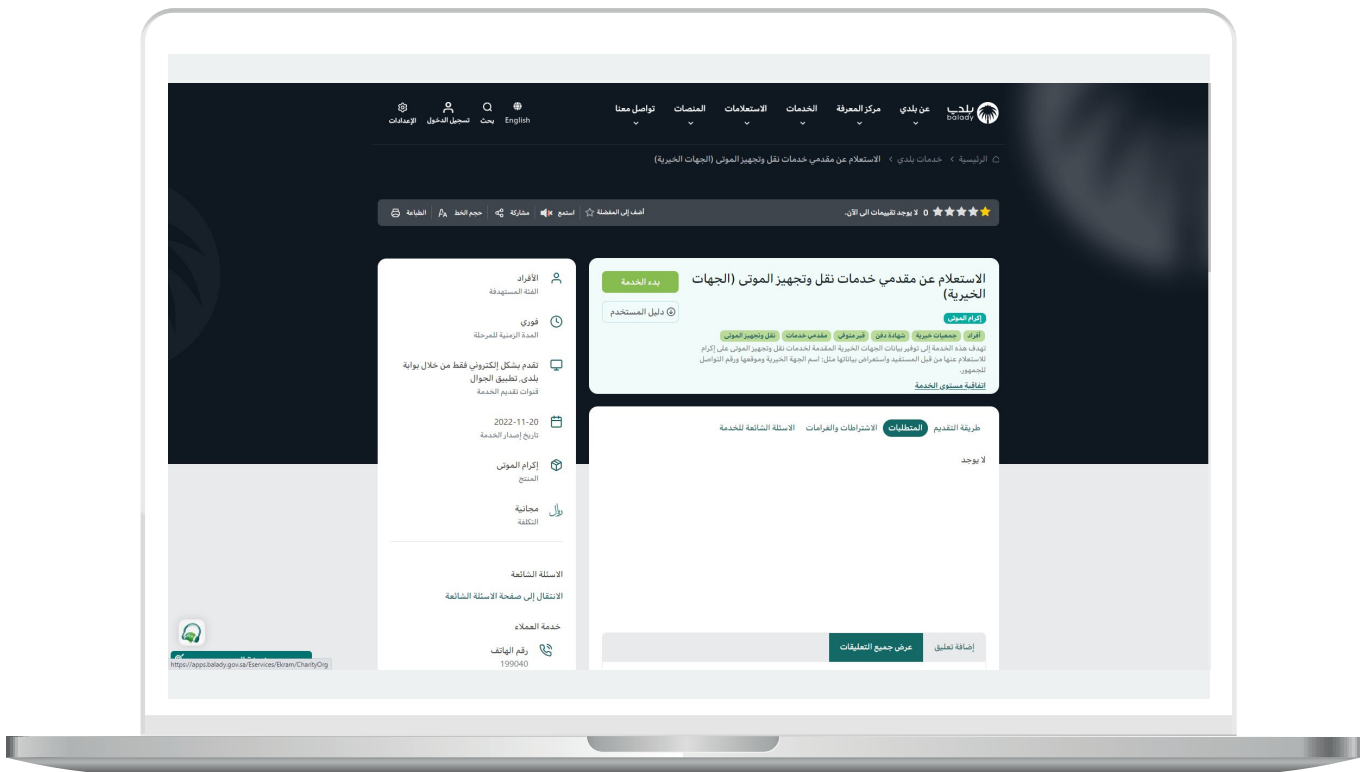 بلدي
balady
عن بلدي
مركز المعرفة
الخدمات
الاستعلامات
المنصات
تواصل معنا
English
بحث
تسجيل الدخول
الإعدادات
الرئيسية > خدمات بلدي > الاستعلام عن مقدمي خدمات نقل وتجهيز الموتى (الجهات الخيرية)
0 لا يوجد تقييمات الى الآن.
أضف إلى المفضلة
استمع
مشاركة
حجم الخط
الطباعة
الاستعلام عن مقدمي خدمات نقل وتجهيز الموتى (الجهات
الخيرية)
بدء الخدمة
دليل المستخدم
إكرام الموتى
أفراد جمعيات خيرية شهادة دفن قبر متوفي مقدمي خدمات نقل وتجهيز الموتى
تهدف هذه الخدمة إلى توفير بيانات الجهات الخيرية المقدمة لخدمات نقل وتجهيز الموتى على إكرام
للاستعلام عنها من قبل المستفيد واستعراض بياناتها مثل: اسم الجهة الخيرية وموقعها ورقم التواصل
للجمهور.
اتفاقية مستوى الخدمة
طريقة التقديم المتطلبات الاشتراطات والغرامات الاسئلة الشائعة للخدمة
لا يوجد
إضافة تعليق
عرض جميع التعليقات
الأفراد
الفئة المستهدفة
فوري
المدة الزمنية للمرحلة
تقدم بشكل إلكتروني فقط من خلال بوابة
بلدي, تطبيق الجوال
قنوات تقديم الخدمة
2022-11-20
تاريخ إصدار الخدمة
إكرام الموتى
المنتج
مجانية
التكلفة
الاسئلة الشائعة
الانتقال إلى صفحة الاسئلة الشائعة
خدمة العملاء
رقم الهاتف
199040
https://apps.balady.gov.sa/Eservices/Ekram/CharityOrg